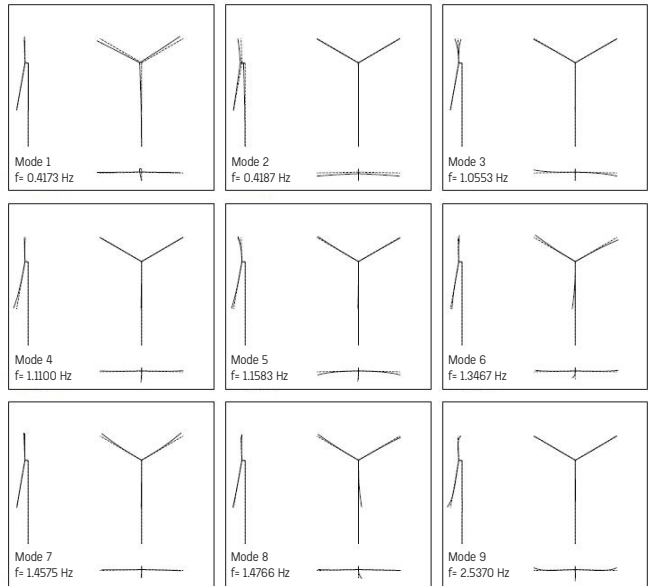 Mode 1
f= 0.4173 Hz
Mode 2
f= 0.4187 Hz
Mode 3
f= 1.0553 Hz
Mode 4
f= 1.1100 Hz
Mode 5
f= 1.1583 Hz
Mode 6
f= 1.3467 Hz
Mode 7
f= 1.4575 Hz
Mode 8
f= 1.4766 Hz
Mode 9
f= 2.5370 Hz